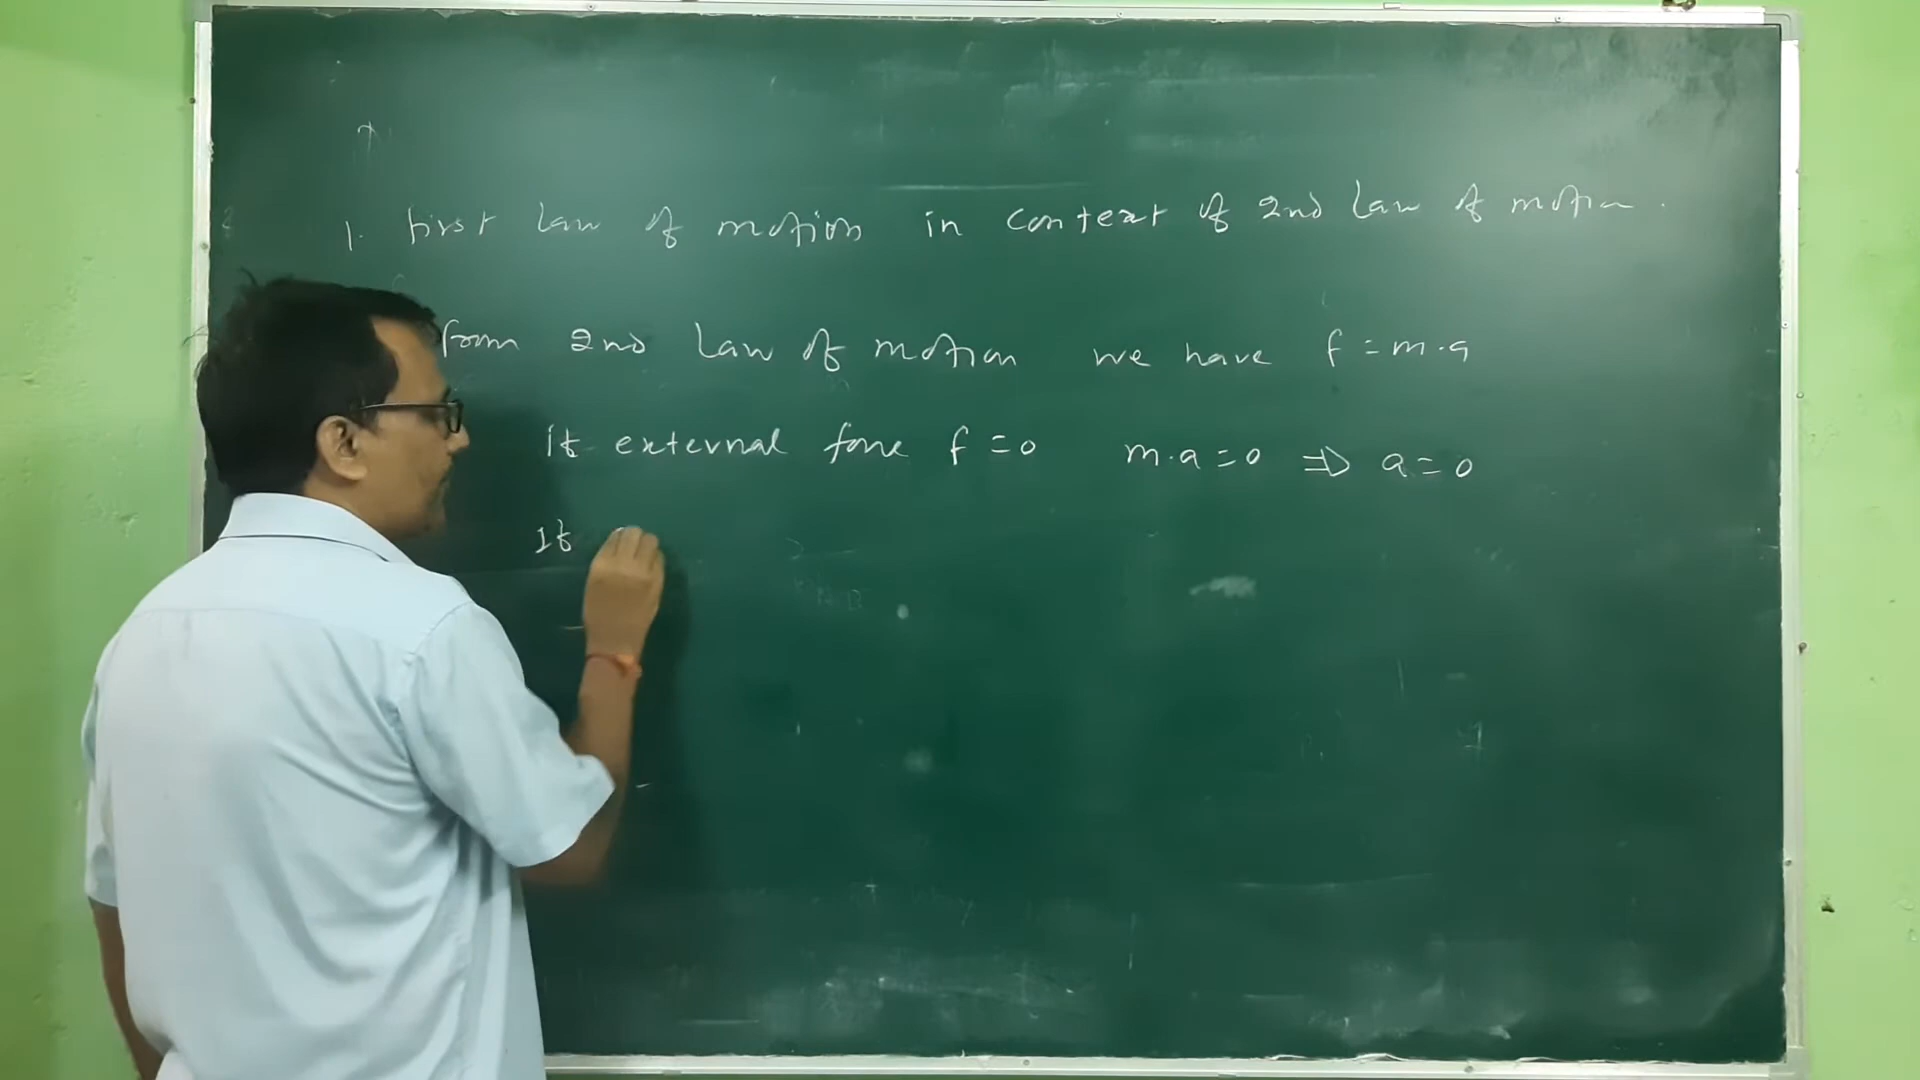 1. First Law of motion in context of 2nd Law of motion.
From 2nd Law of motion we have f = m.a
If external force f = 0 m.a = 0 ⇒ a = 0
If